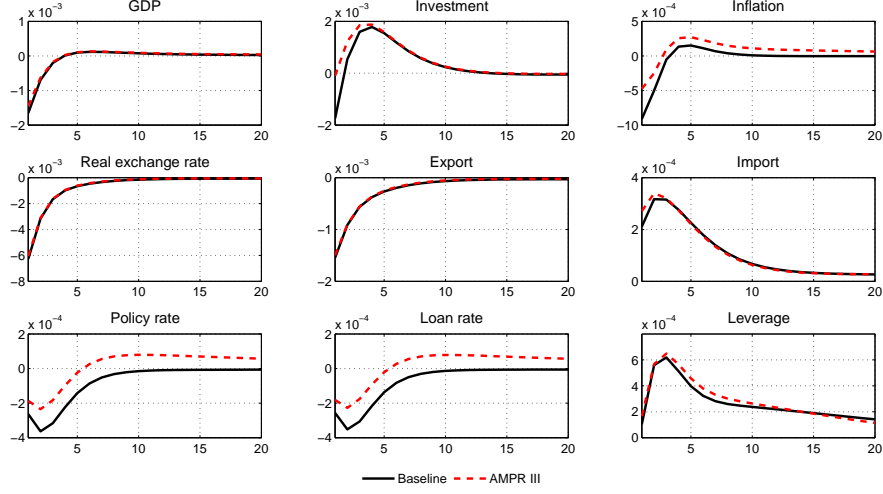 GDP Investment Inflation
x 10⁻³ x 10⁻³ x 10⁻⁴
1 2 5
0 0 0
−1 −5
−2 −2 −10
5 10 15 20 5 10 15 20 5 10 15 20
Real exchange rate Export Import
x 10⁻³ x 10⁻³ x 10⁻⁴
0 0 4
−2
−4 −1 2
−6
−8 −2 0
5 10 15 20 5 10 15 20 5 10 15 20
Policy rate Loan rate Leverage
x 10⁻⁴ x 10⁻⁴ x 10⁻⁴
2 2 6
0 0 4
−2 −2 2
−4 −4 0
5 10 15 20 5 10 15 20 5 10 15 20
Baseline AMPR III